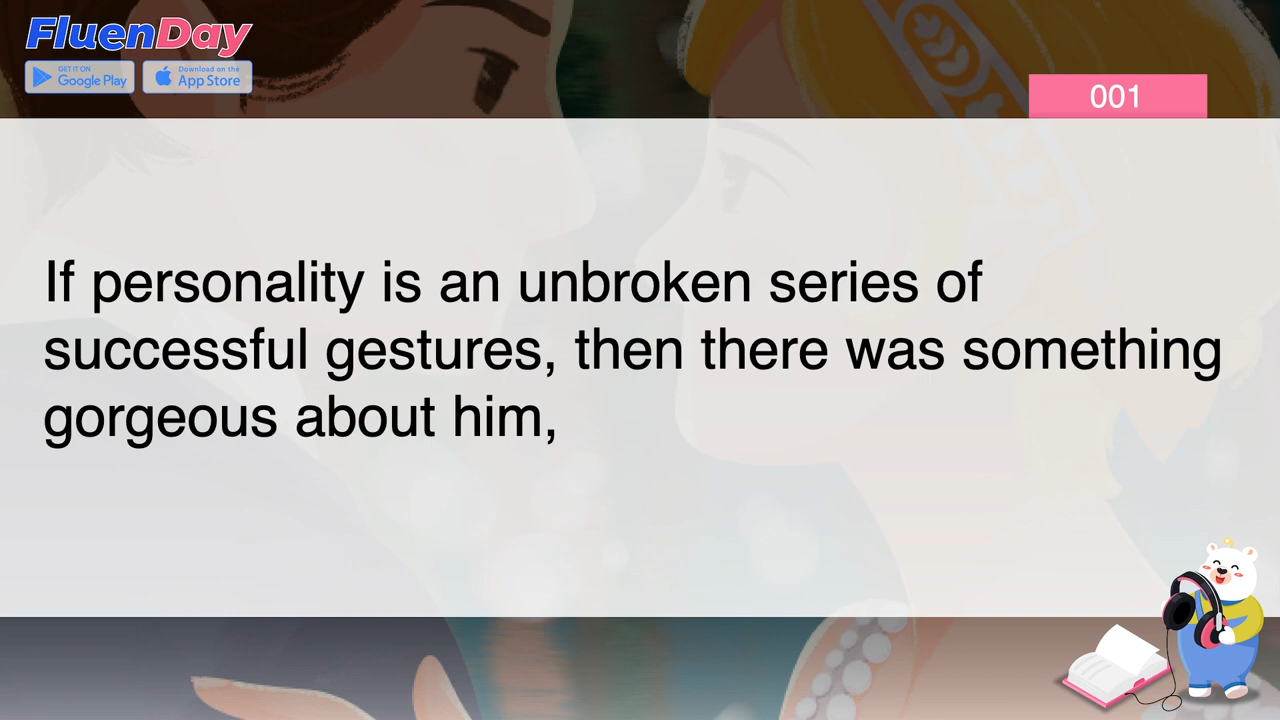 FluenDay
GET IT ON
Google Play
Download on the
App Store
001
If personality is an unbroken series of
successful gestures, then there was something
gorgeous about him,